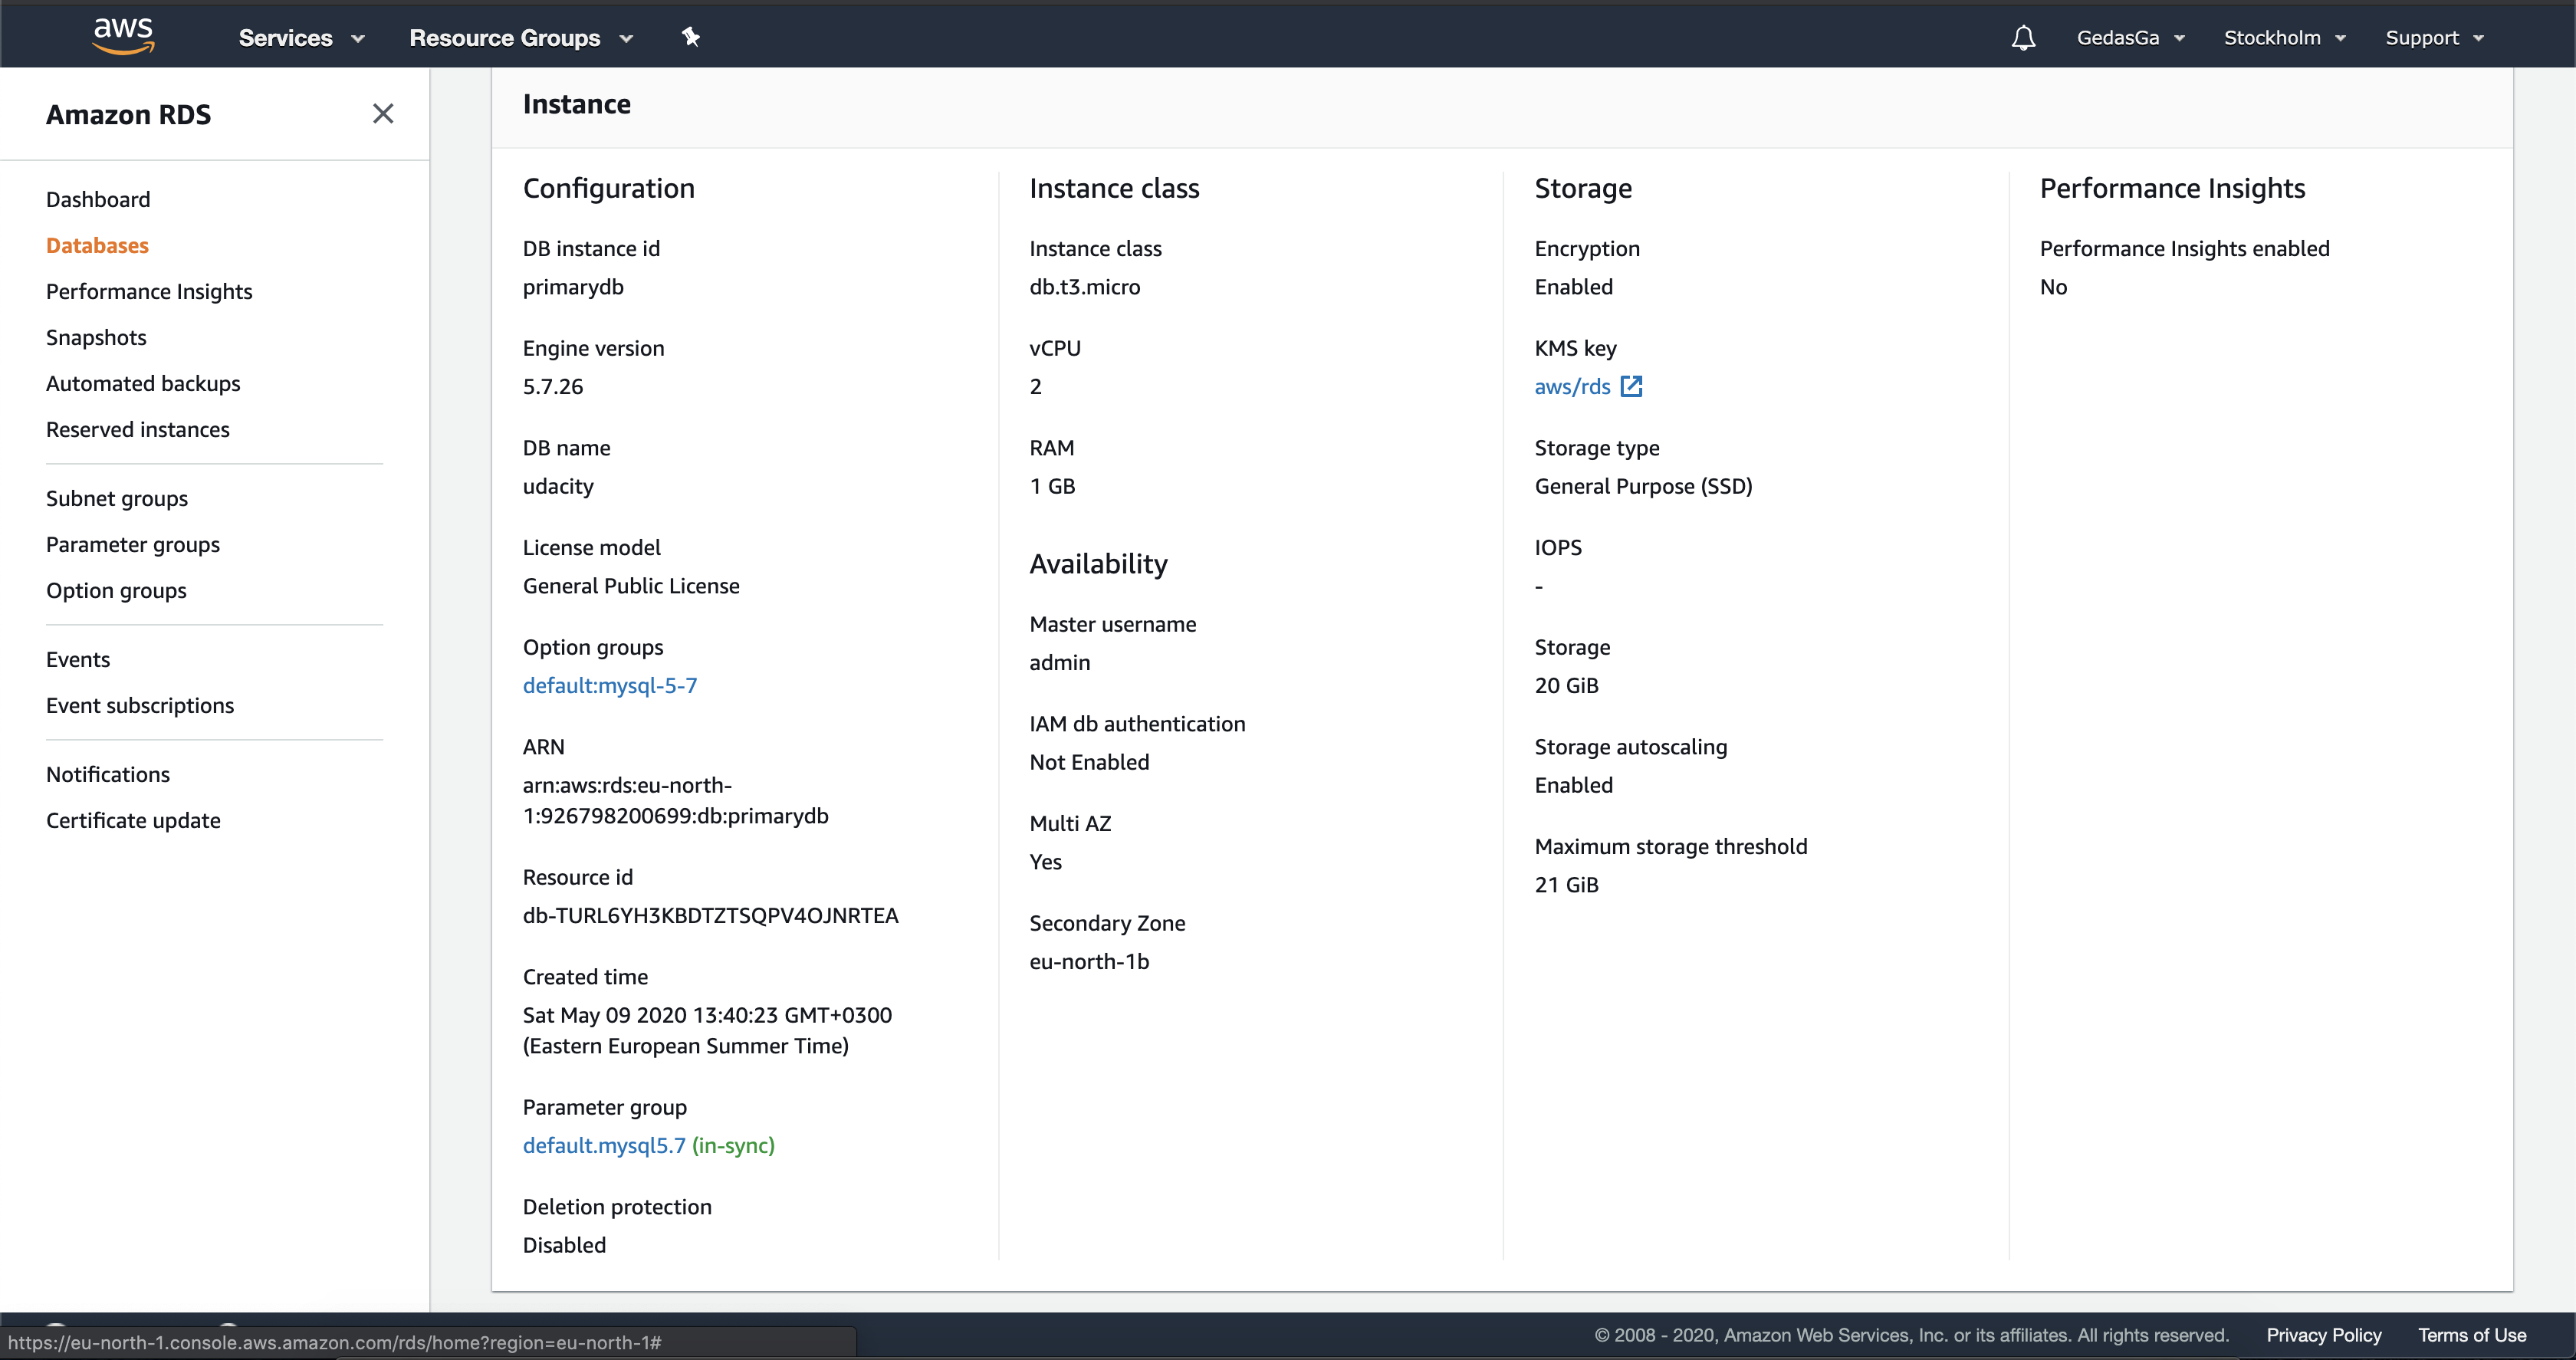 aws
Services
Resource Groups
GedasGa
Stockholm
Support
Amazon RDS
Dashboard
Databases
Performance Insights
Snapshots
Automated backups
Reserved instances
Subnet groups
Parameter groups
Option groups
Events
Event subscriptions
Notifications
Certificate update
Instance
Configuration
DB instance id
primarydb
Engine version
5.7.26
DB name
udacity
License model
General Public License
Option groups
default:mysql-5-7
ARN
arn:aws:rds:eu-north-
1:926798200699:db:primarydb
Resource id
db-TURL6YH3KBDTZTSQPV4OJNRTEA
Created time
Sat May 09 2020 13:40:23 GMT+0300
(Eastern European Summer Time)
Parameter group
default.mysql5.7 (in-sync)
Deletion protection
Disabled
Instance class
Instance class
db.t3.micro
vCPU
2
RAM
1 GB
Availability
Master username
admin
IAM db authentication
Not Enabled
Multi AZ
Yes
Secondary Zone
eu-north-1b
Storage
Encryption
Enabled
KMS key
aws/rds
Storage type
General Purpose (SSD)
IOPS
-
Storage
20 GiB
Storage autoscaling
Enabled
Maximum storage threshold
21 GiB
Performance Insights
Performance Insights enabled
No
https://eu-north-1.console.aws.amazon.com/rds/home?region=eu-north-1#
© 2008 - 2020, Amazon Web Services, Inc. or its affiliates. All rights reserved.
Privacy Policy
Terms of Use